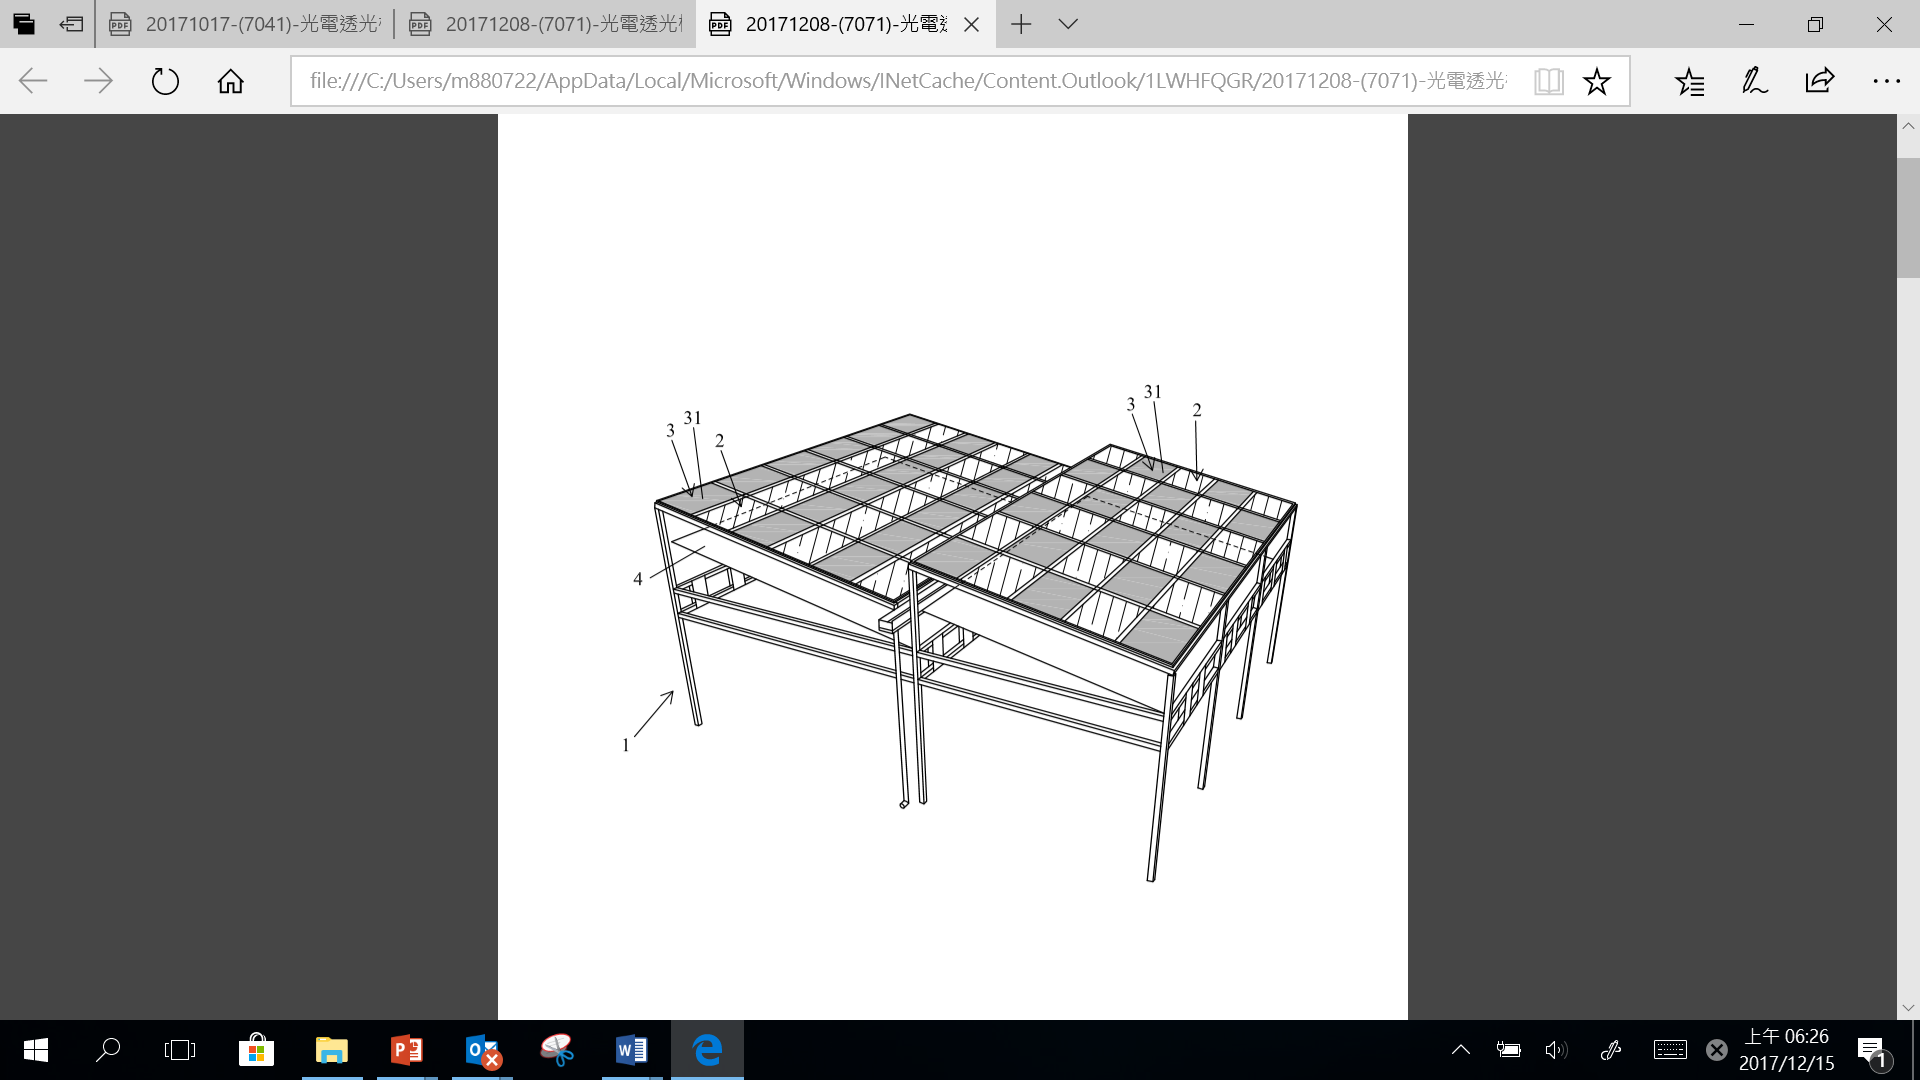 20171017-(7041)-光電透光
20171208-(7071)-光電透光
20171208-(7071)-光電透
file:///C:/Users/m880722/AppData/Local/Microsoft/Windows/INetCache/Content.Outlook/1LWHFQGR/20171208-(7071)-光電透光
3
31
2
3
31
2
4
1
上午 06:26
2017/12/15
1